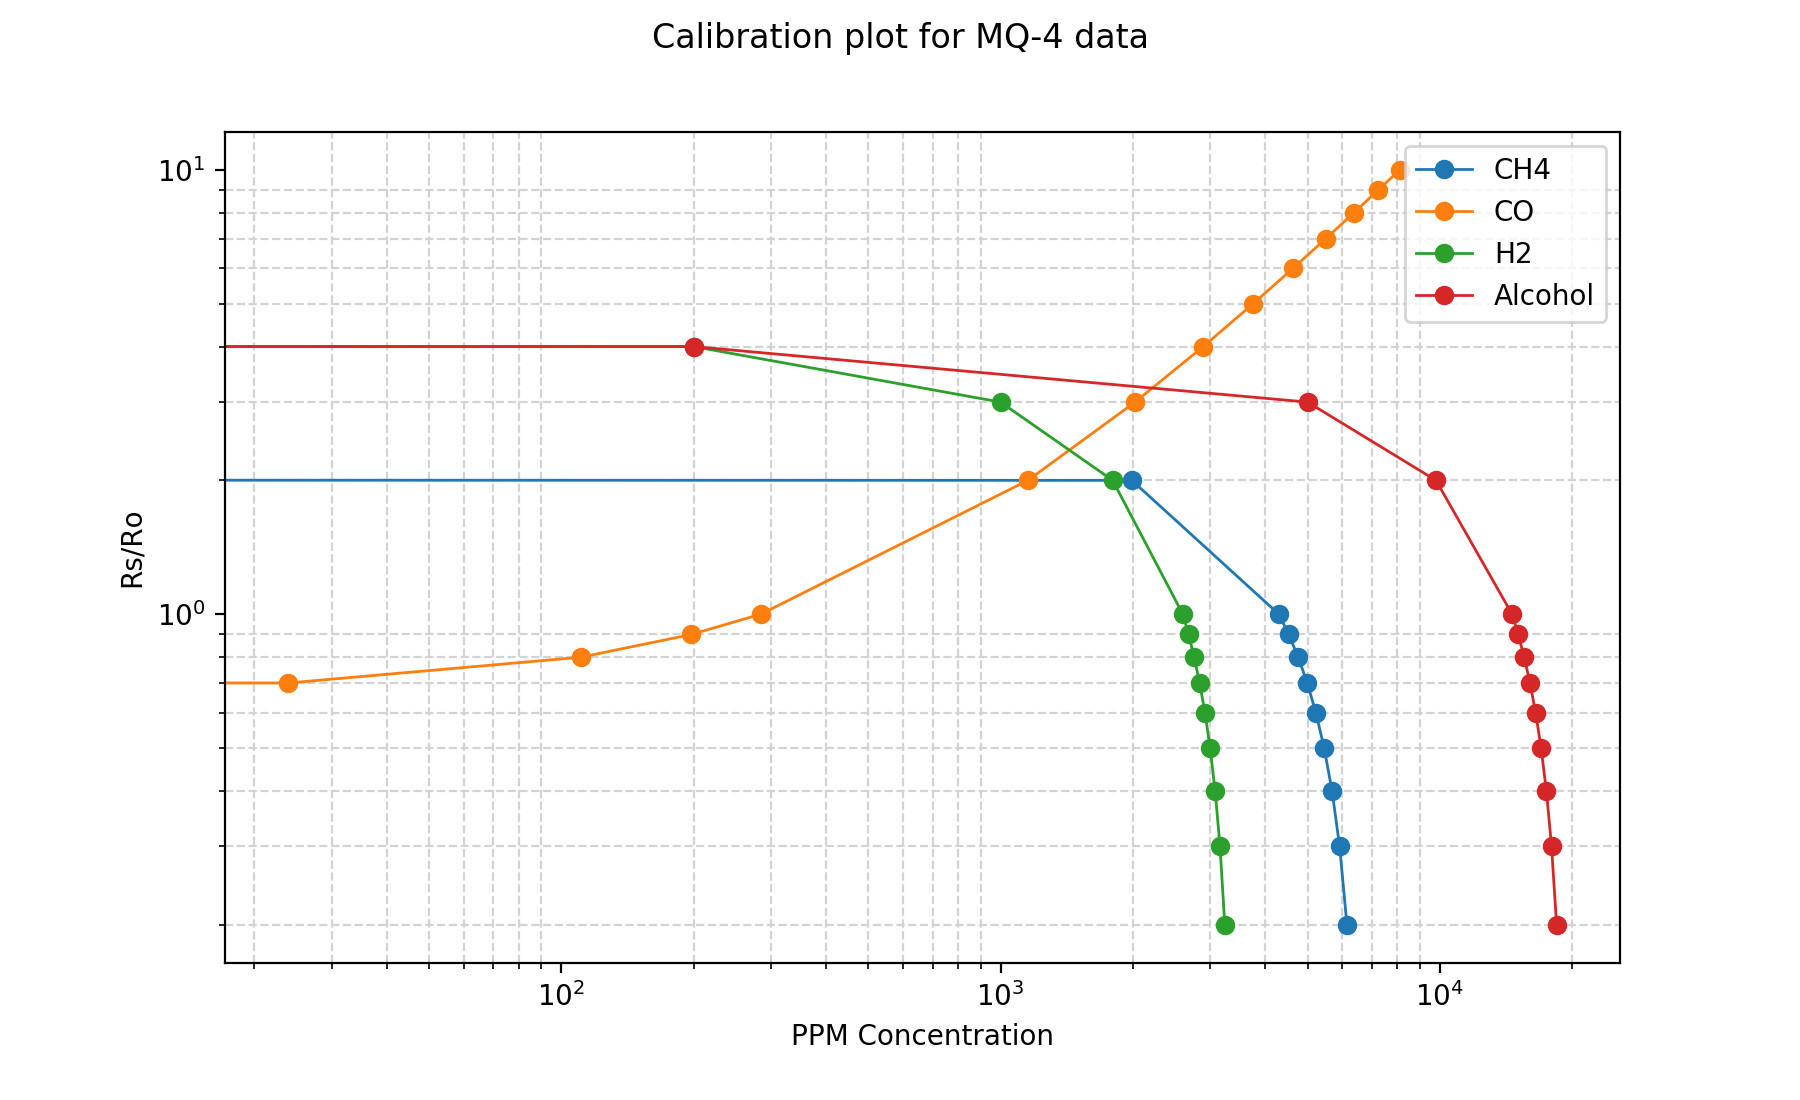 Calibration plot for MQ-4 data
10¹
10⁰
Rs/Ro
CH4
CO
H2
Alcohol
10² 10³ 10⁴
PPM Concentration